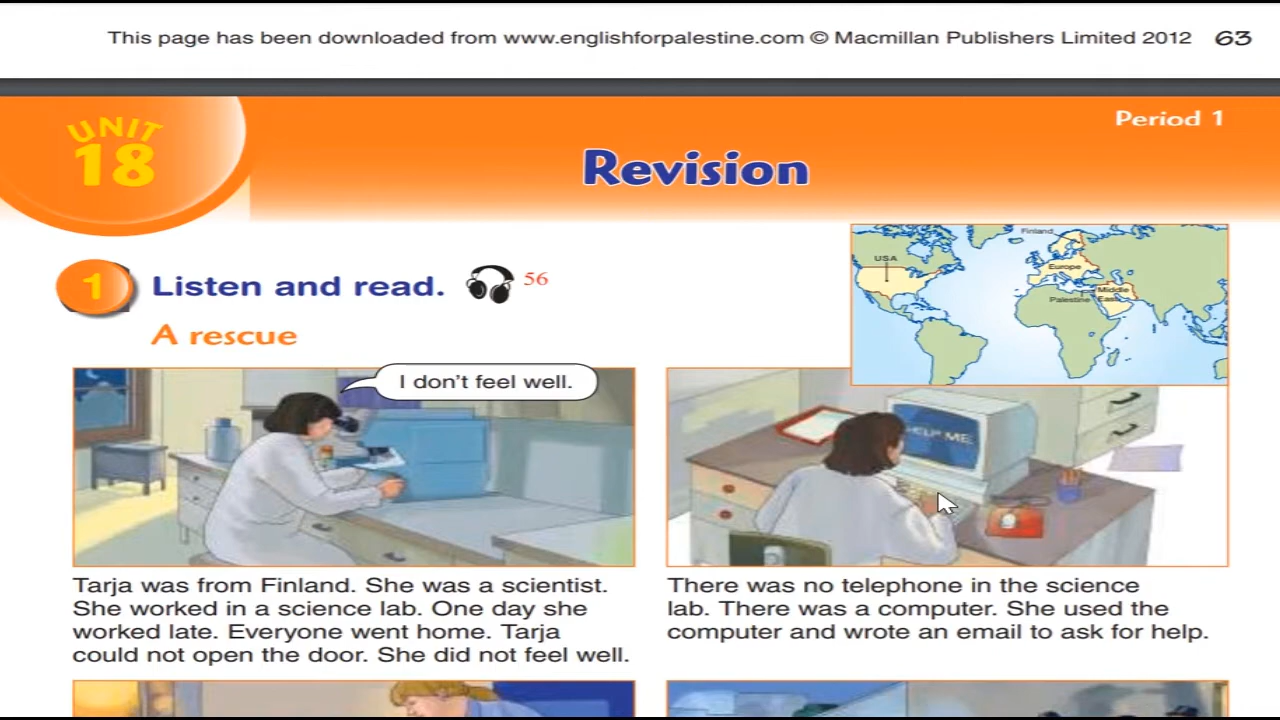 This page has been downloaded from www.englishforpalestine.com © Macmillan Publishers Limited 2012 63
UNIT
18
Period 1
Revision
1 Listen and read. 56
A rescue
Finland
USA
Europe
Middle
East
Palestine
I don't feel well.
HELP ME.
Tarja was from Finland. She was a scientist.
She worked in a science lab. One day she
worked late. Everyone went home. Tarja
could not open the door. She did not feel well.
There was no telephone in the science
lab. There was a computer. She used the
computer and wrote an email to ask for help.